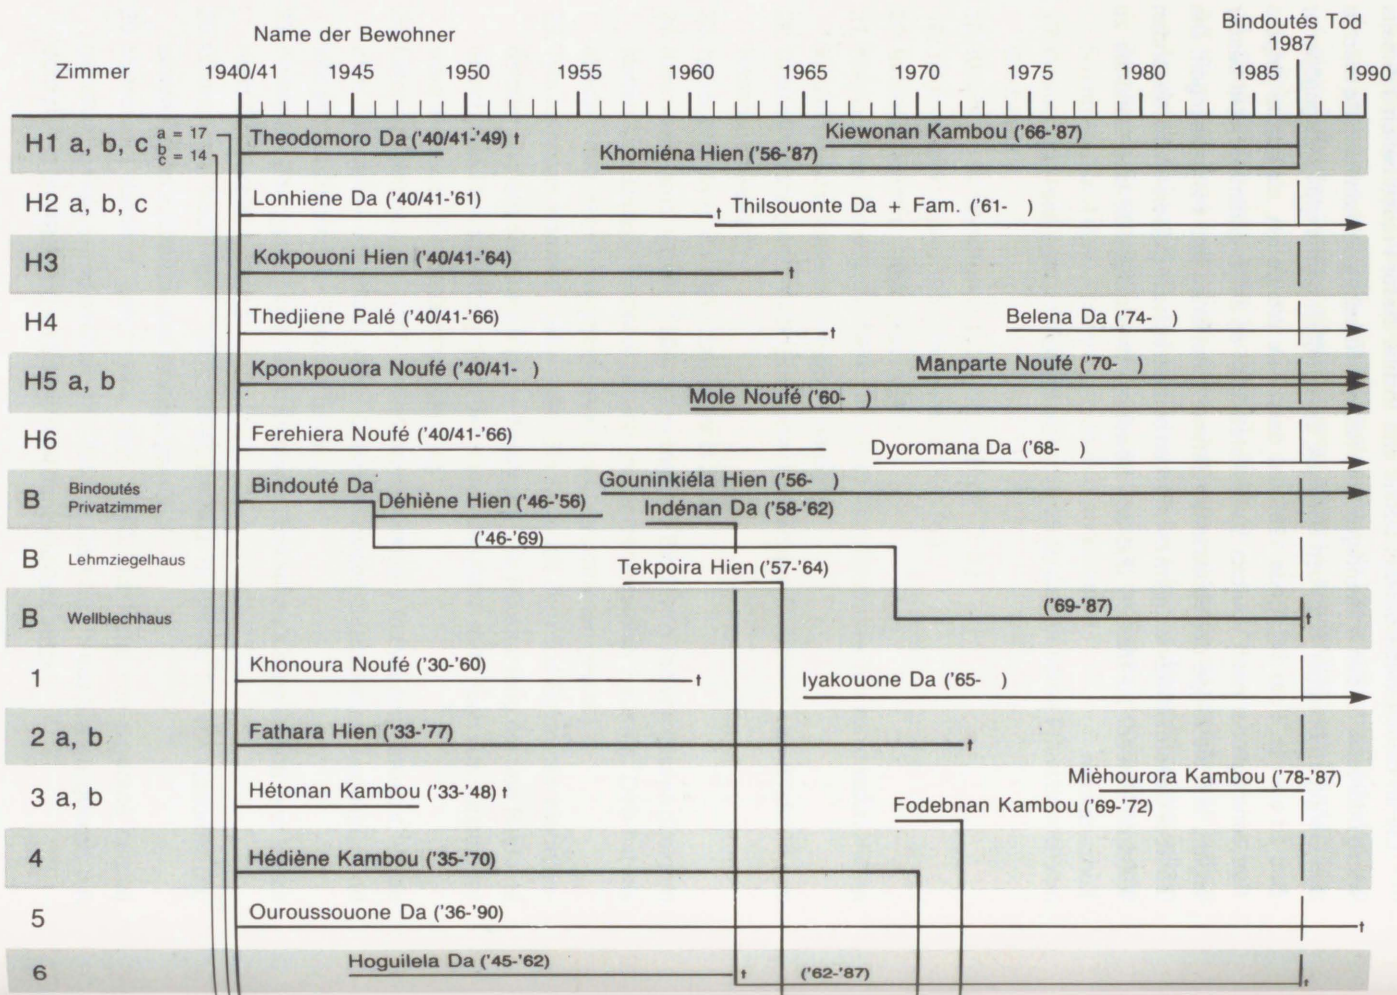 Name der Bewohner
Bindoutés Tod
1987
Zimmer 1940/41 1945 1950 1955 1960 1965 1970 1975 1980 1985 1990
H1 a, b, c a = 17 b c = 14 Theodomoro Da ('40/41-'49) † Kiewonan Kambou ('66-'87)
Khomiéna Hien ('56-'87)
H2 a, b, c Lonhiene Da ('40/41-'61) † Thilsouonte Da + Fam. ('61- )
H3 Kokpouoni Hien ('40/41-'64) †
H4 Thedjiene Palé ('40/41-'66) † Belena Da ('74- )
H5 a, b Kponkpouora Noufé ('40/41- ) Manparte Noufé ('70- )
Mole Noufé ('60- )
H6 Ferehiera Noufé ('40/41-'66) Dyoromana Da ('68- )
B Bindoutés Privatzimmer Bindouté Da Gouninkiéla Hien ('56- )
Déhiène Hien ('46-'56) Indénan Da ('58-'62)
('46-'69)
B Lehmziegelhaus Tekpoira Hien ('57-'64)
B Wellblechhaus ('69-'87) †
1 Khonoura Noufé ('30-'60) † Iyakouone Da ('65- )
2 a, b Fathara Hien ('33-'77) †
Mièhourora Kambou ('78-'87)
3 a, b Hétonan Kambou ('33-'48) † Fodebnan Kambou ('69-'72)
4 Hédiène Kambou ('35-'70)
5 Ouroussouone Da ('36-'90) †
6 Hoguilela Da ('45-'62) † ('62-'87) †